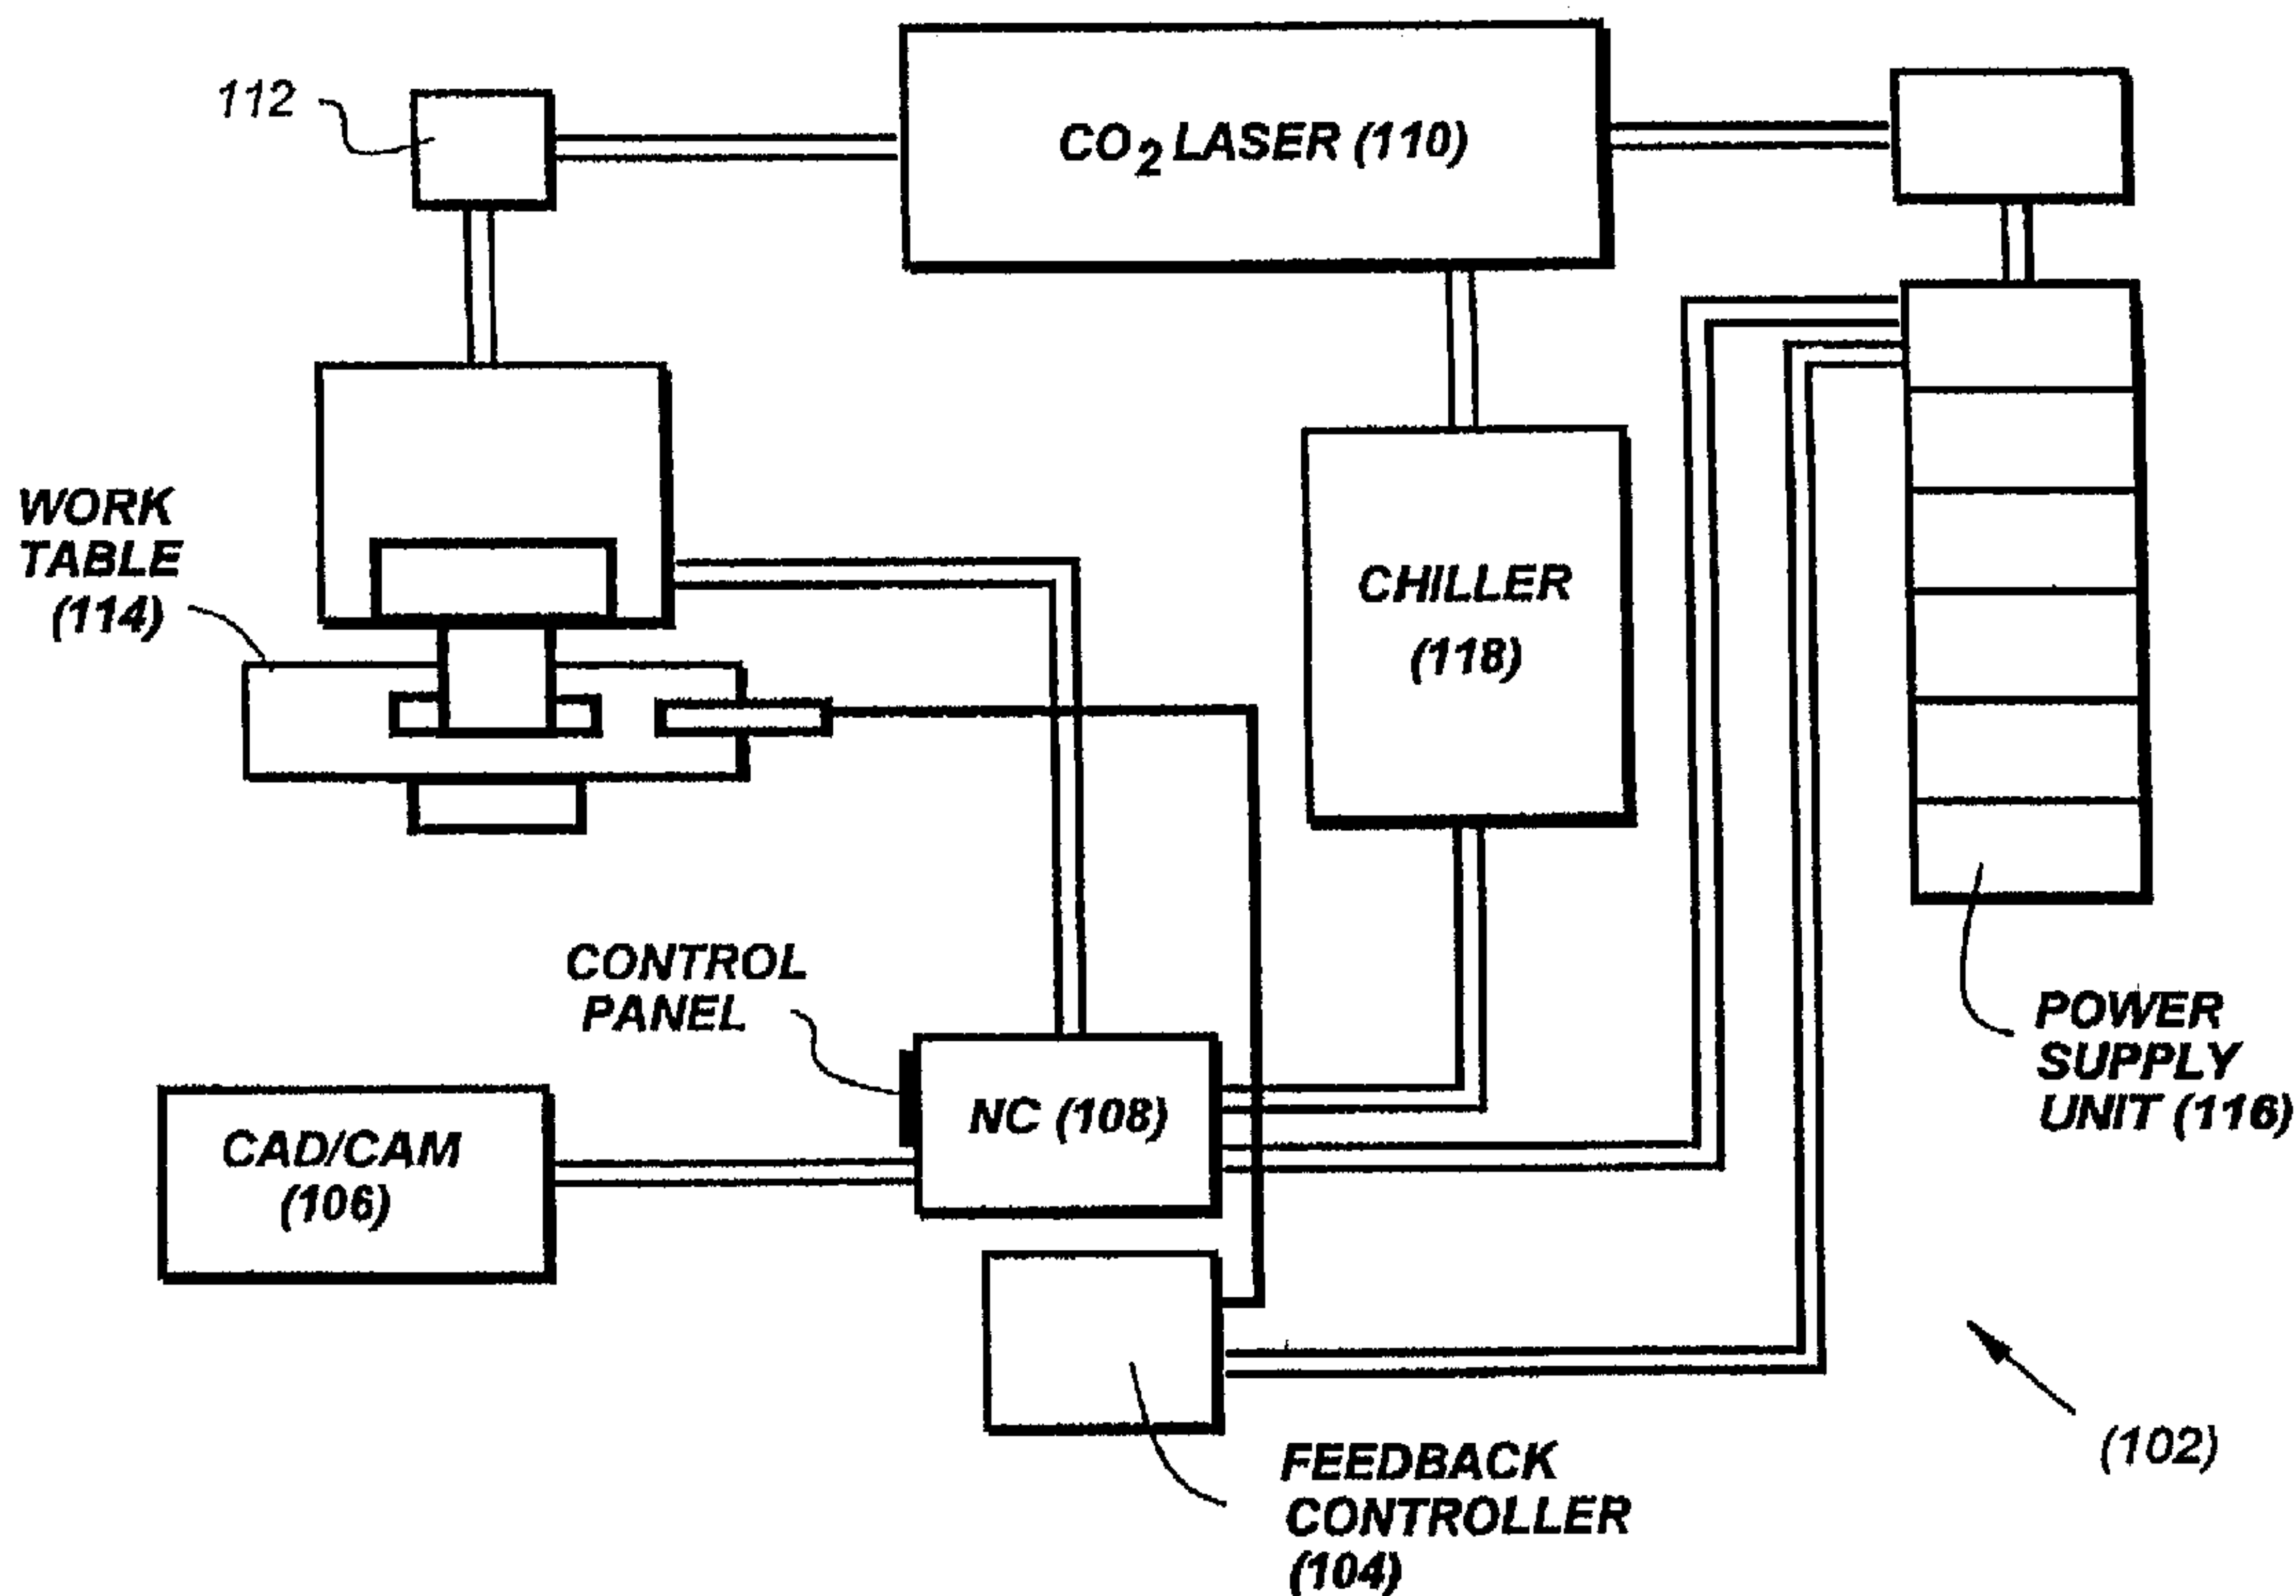 112
CO2 LASER (110)
WORK
TABLE
(114)
CHILLER
(118)
CONTROL
PANEL
POWER
SUPPLY
UNIT (116)
NC (108)
CAD/CAM
(106)
(102)
FEEDBACK
CONTROLLER
(104)